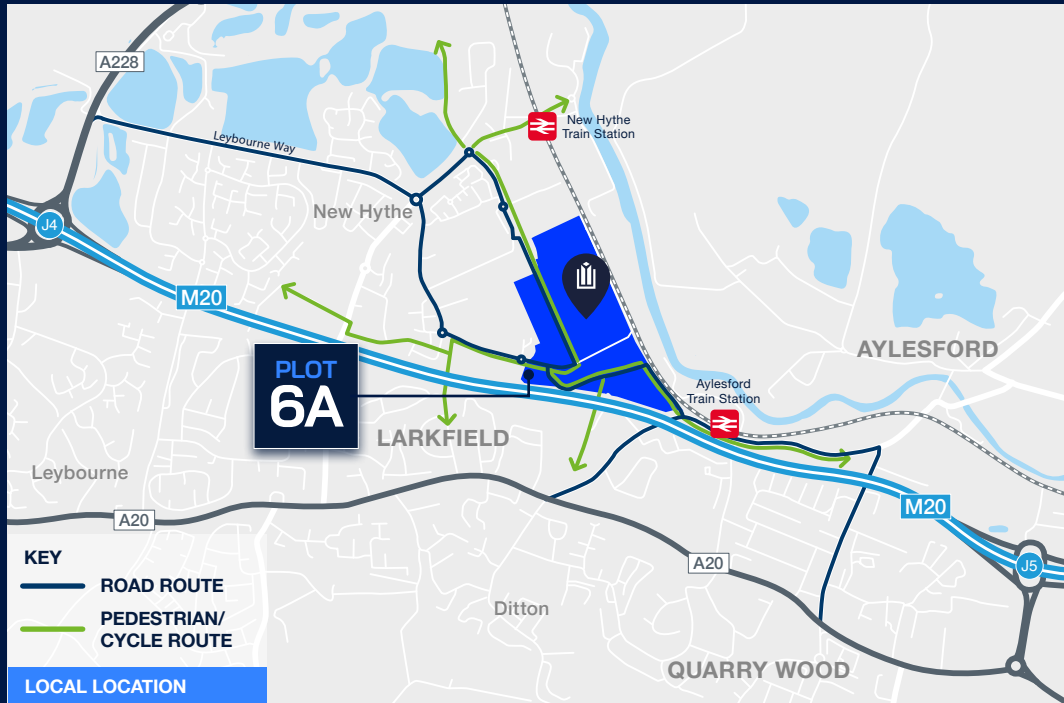 A228
New Hythe
Train Station
Leybourne Way
New Hythe
J4
M20
AYLESFORD
PLOT
6A
Aylesford
Train Station
LARKFIELD
Leybourne
A20
M20
KEY
ROAD ROUTE
PEDESTRIAN/
CYCLE ROUTE
A20
J5
Ditton
QUARRY WOOD
LOCAL LOCATION